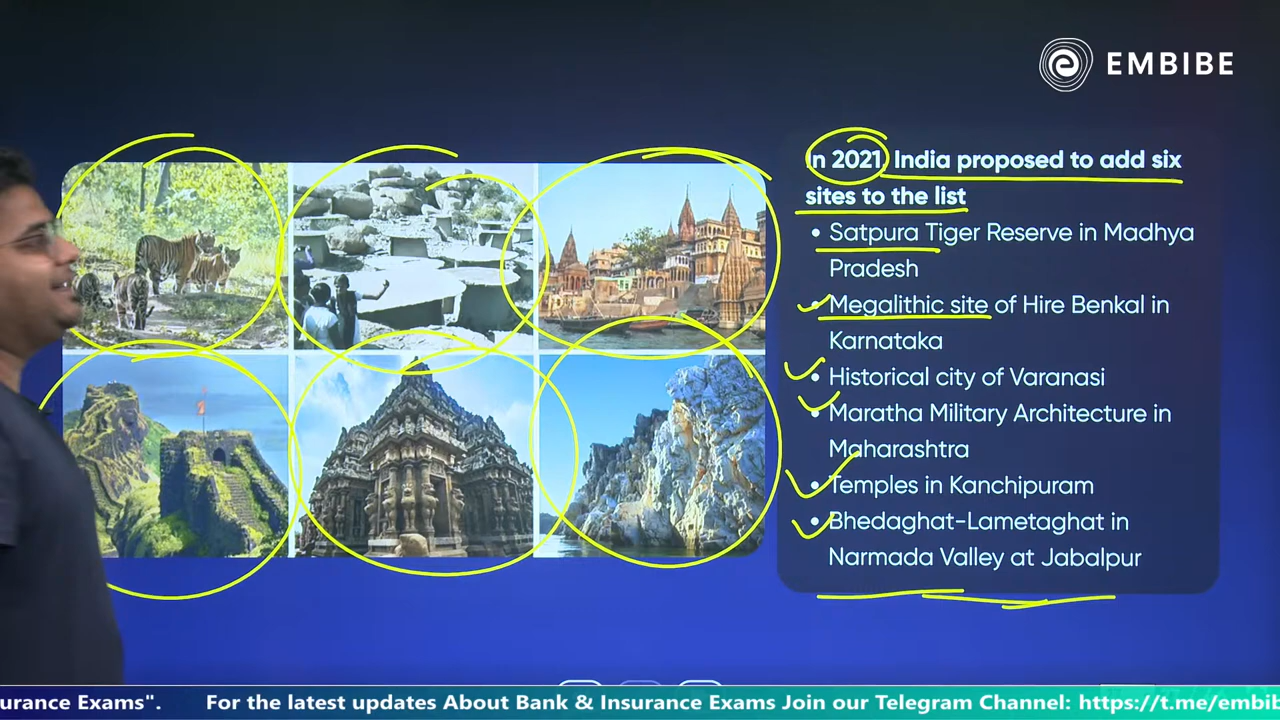 EMBIBE
In 2021, India proposed to add six
sites to the list
• Satpura Tiger Reserve in Madhya
Pradesh
• Megalithic site of Hire Benkal in
Karnataka
• Historical city of Varanasi
• Maratha Military Architecture in
Maharashtra
• Temples in Kanchipuram
• Bhedaghat-Lametaghat in
Narmada Valley at Jabalpur
urance Exams". For the latest updates About Bank & Insurance Exams Join our Telegram Channel: https://t.me/embib